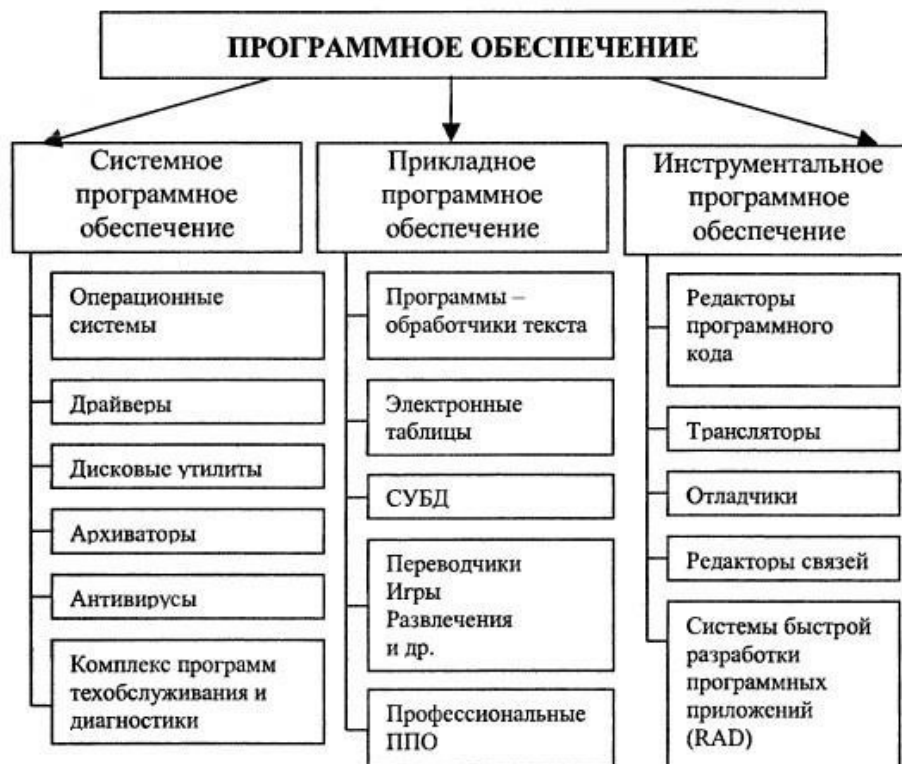 ПРОГРАММНОЕ ОБЕСПЕЧЕНИЕ
Системное
программное
обеспечение
Операционные
системы
Драйверы
Дисковые утилиты
Архиваторы
Антивирусы
Комплекс программ
техобслуживания и
диагностики
Прикладное
программное
обеспечение
Программы –
обработчики текста
Электронные
таблицы
СУБД
Переводчики
Игры
Развлечения
и др.
Профессиональные
ППО
Инструментальное
программное
обеспечение
Редакторы
программного
кода
Трансляторы
Отладчики
Редакторы связей
Системы быстрой
разработки
программных
приложений
(RAD)